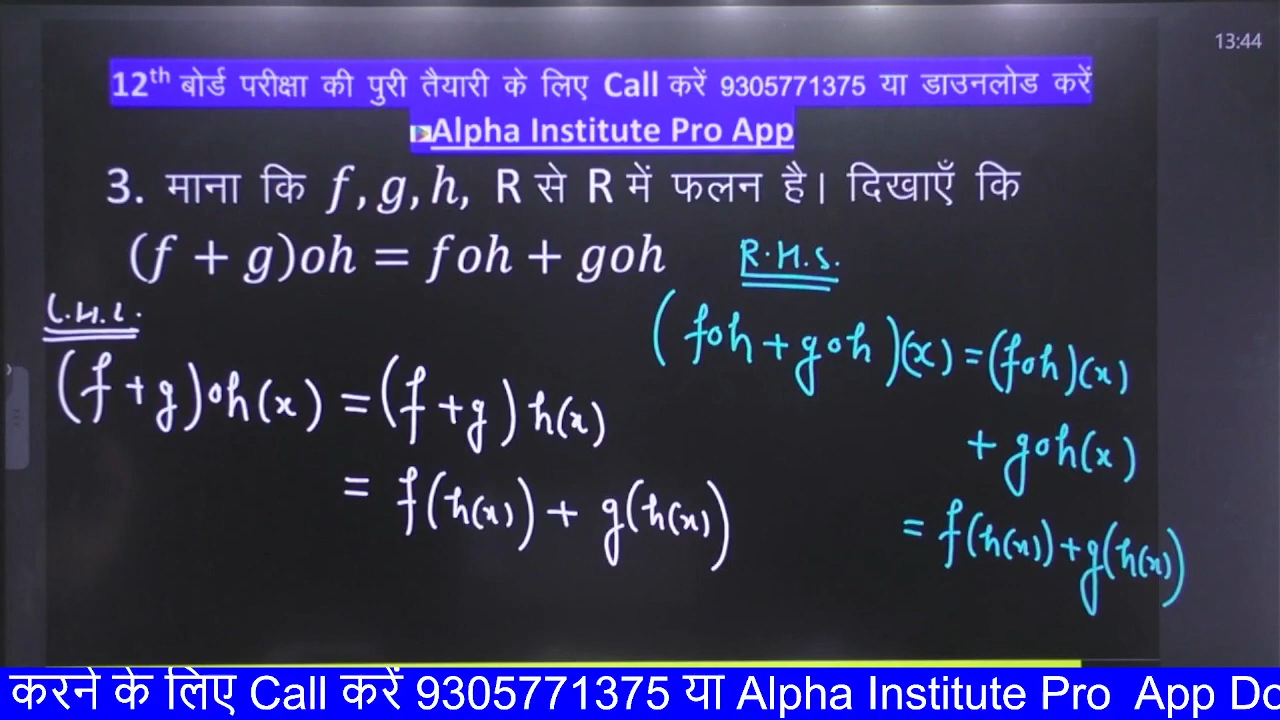 13:44
12th बोर्ड परीक्षा की पुरी तैयारी के लिए Call करें 9305771375 या डाउनलोड करें
Alpha Institute Pro App
3. माना कि f, g, h, R से R में फलन है। दिखाएँ कि
(f + g)oh = foh + goh
L.H.L.
(f+g)oh(x) = (f+g)h(x)
= f(h(x)) + g(h(x))
R.H.S.
(foh+goh)(x) = (foh)(x)
+ goh(x)
= f(h(x))+g(h(x))
करने के लिए Call करें 9305771375 या Alpha Institute Pro App Do